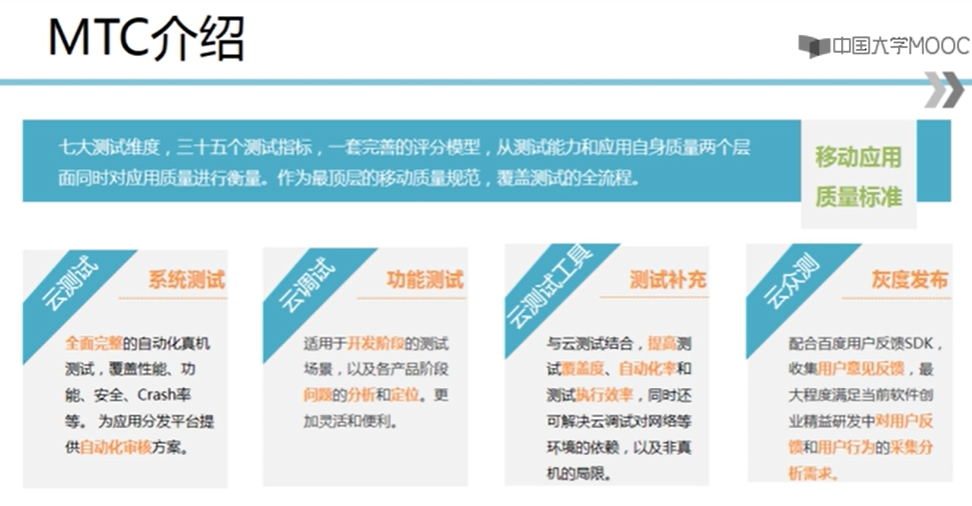 MTC介绍
中国大学MOOC
七大测试维度，三十五个测试指标，一套完善的评分模型，从测试能力和应用自身质量两个层
面同时对应用质量进行衡量。作为最顶层的移动质量规范，覆盖测试的全流程。
移动应用
质量标准
云测试
系统测试
全面完整的自动化真机
测试，覆盖性能、功
能、安全、Crash率
等。为应用分发平台提
供自动化审核方案。
云调试
功能测试
适用于开发阶段的测试
场景，以及各产品阶段
问题的分析和定位。更
加灵活和便利。
云测试工具
测试补充
与云测试结合，提高测
试覆盖度、自动化率和
测试执行效率，同时还
可解决云调试对网络等
环境的依赖，以及非真
机的局限。
云众测
灰度发布
配合百度用户反馈SDK，
收集用户意见反馈，最
大程度满足当前软件创
业精益研发中对用户反
馈和用户行为的采集分
析需求。